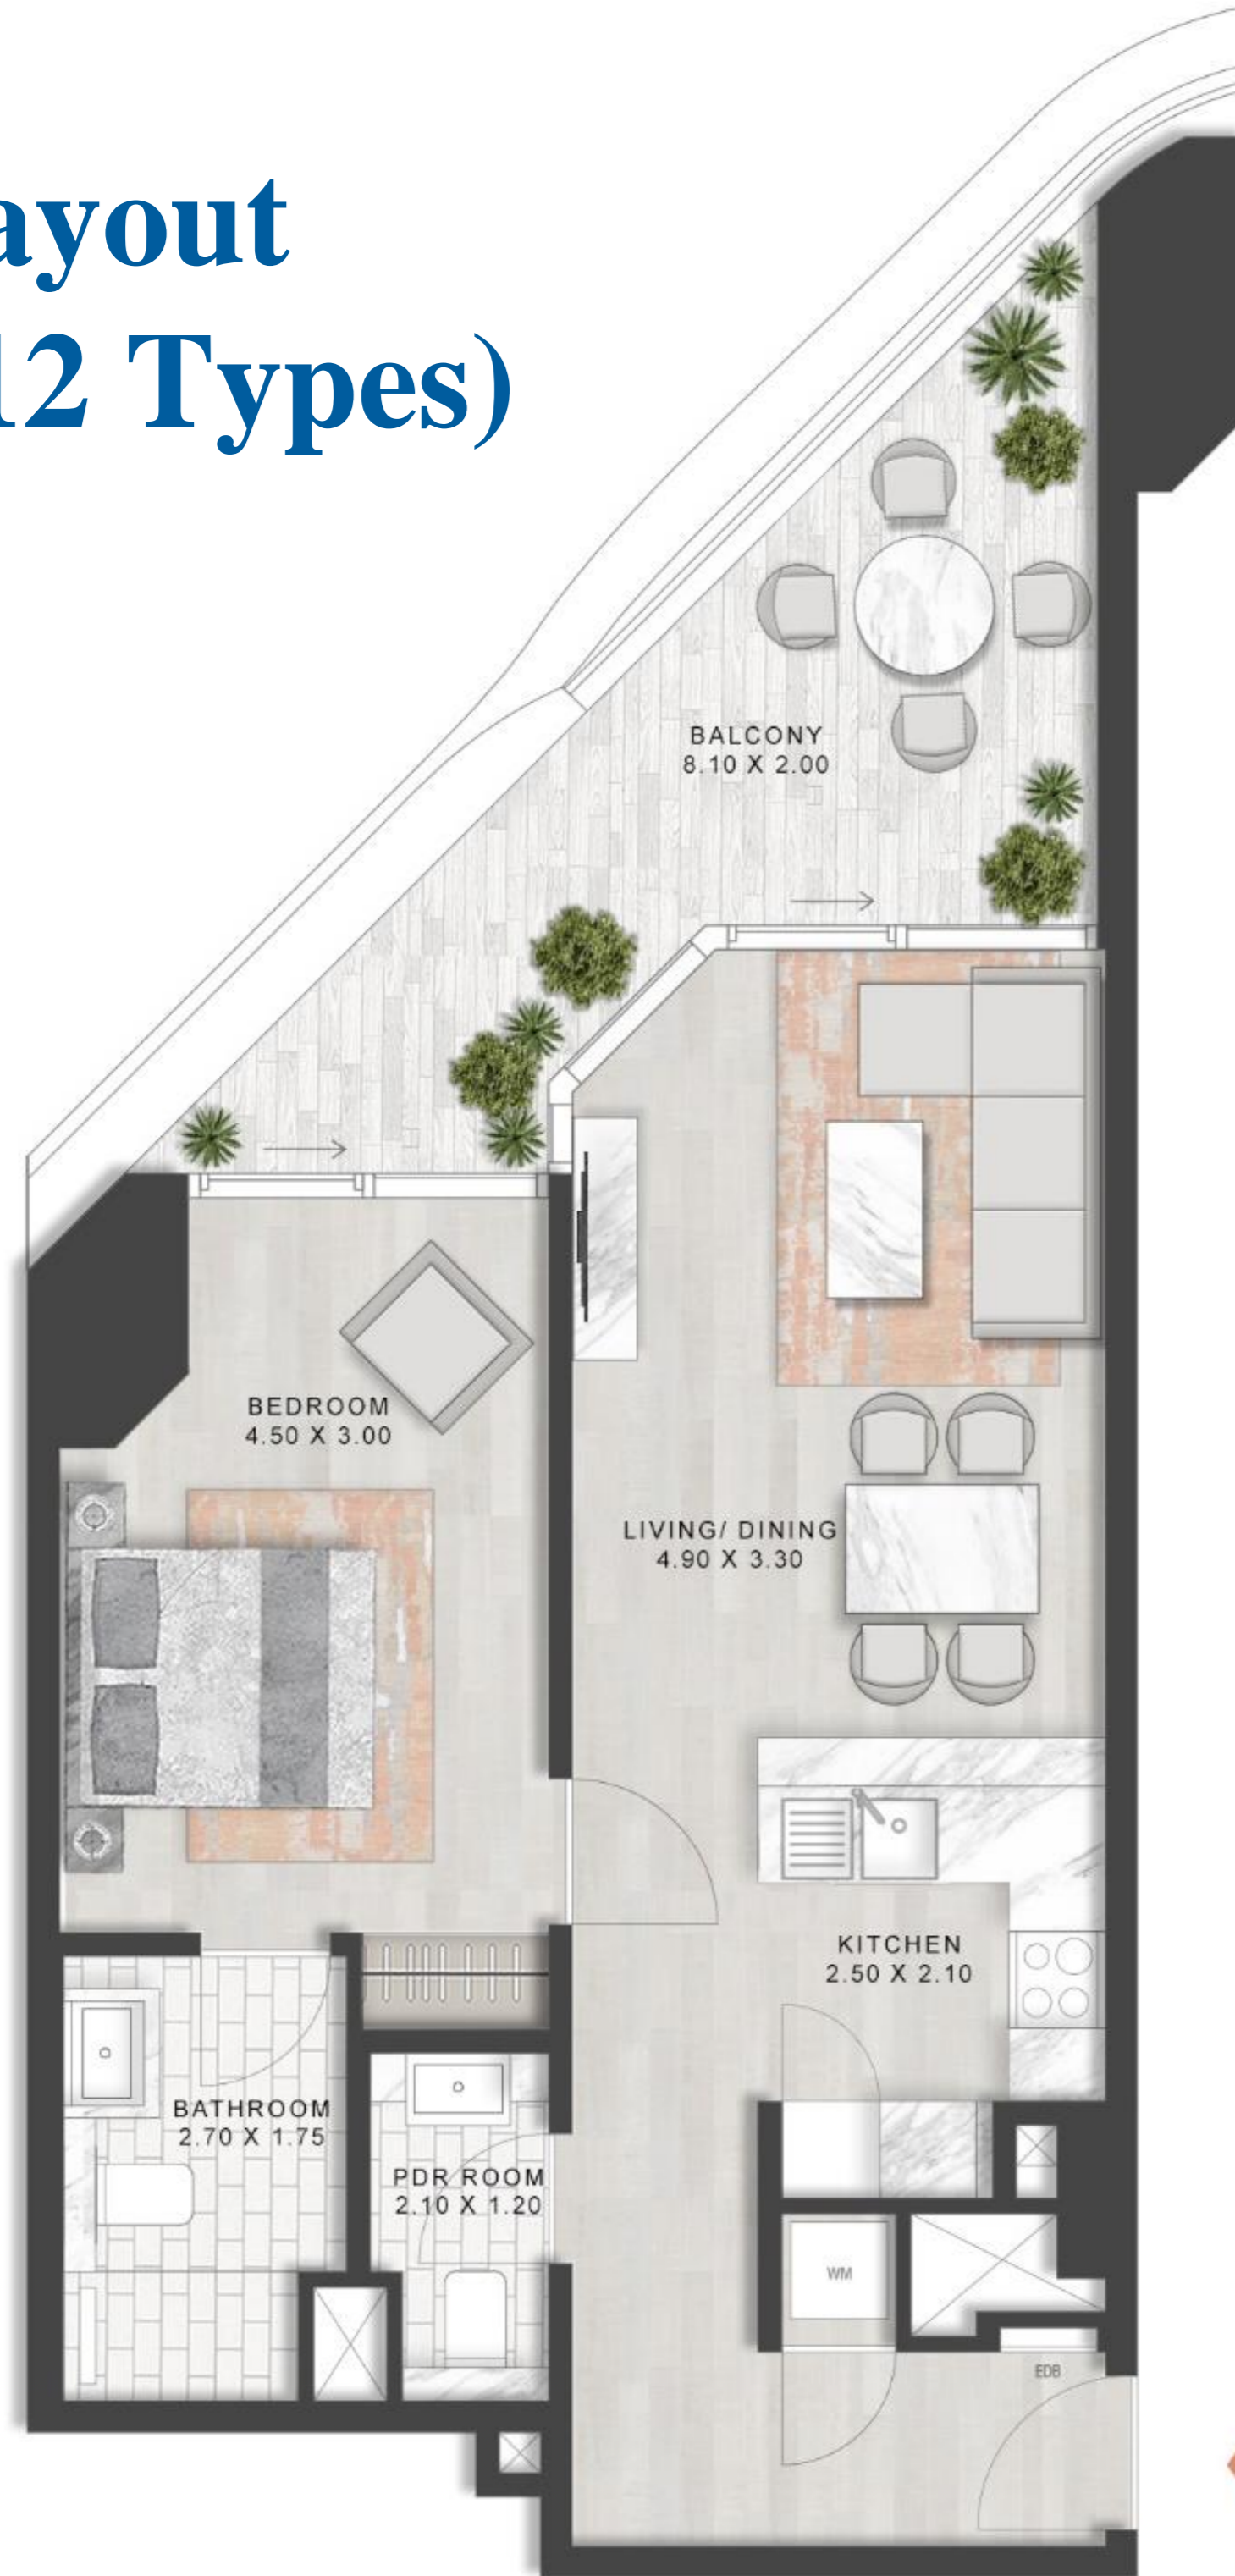 ayout
12 Types)
BALCONY
8.10 X 2.00
BEDROOM
4.50 X 3.00
LIVING/ DINING
4.90 X 3.30
KITCHEN
2.50 X 2.10
BATHROOM
2.70 X 1.75
PDR ROOM
2.10 X 1.20
WM
EDB